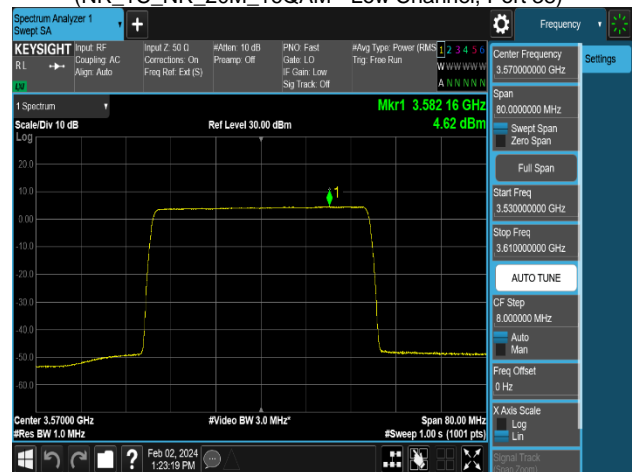 Spectrum Analyzer 1
Swept SA
Frequency
KEYSIGHT
Input: RF
Coupling: AC
Align: Auto
Input Z: 50 Ω
Corrections: On
Freq Ref: Ext (S)
#Atten: 10 dB
Preamp: Off
PNO: Fast
Gate: LO
IF Gain: Low
Sig Track: Off
#Avg Type: Power (RMS
Trig: Free Run
1 2 3 4 5 6
W W W W W W
A N N N N N
R L
LW
1 Spectrum
Scale/Div 10 dB
Log
Ref Level 30.00 dBm
Mkr1 3.582 16 GHz
4.62 dBm
20.0
10.0
0.00
-10.0
-20.0
-30.0
-40.0
-50.0
-60.0
1
Center 3.57000 GHz
#Res BW 1.0 MHz
#Video BW 3.0 MHz*
Span 80.00 MHz
#Sweep 1.00 s (1001 pts)
Feb 02, 2024
1:23:19 PM
Center Frequency
3.570000000 GHz
Settings
Span
80.0000000 MHz
Swept Span
Zero Span
Full Span
Start Freq
3.530000000 GHz
Stop Freq
3.610000000 GHz
AUTO TUNE
CF Step
8.000000 MHz
Auto
Man
Freq Offset
0 Hz
X Axis Scale
Log
Lin
Signal Track
(Span Zoom)